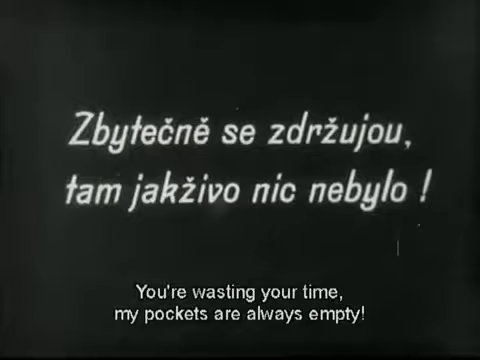 Zbytečně se zdržujou,
tam jakživo nic nebylo !
You're wasting your time,
my pockets are always empty!